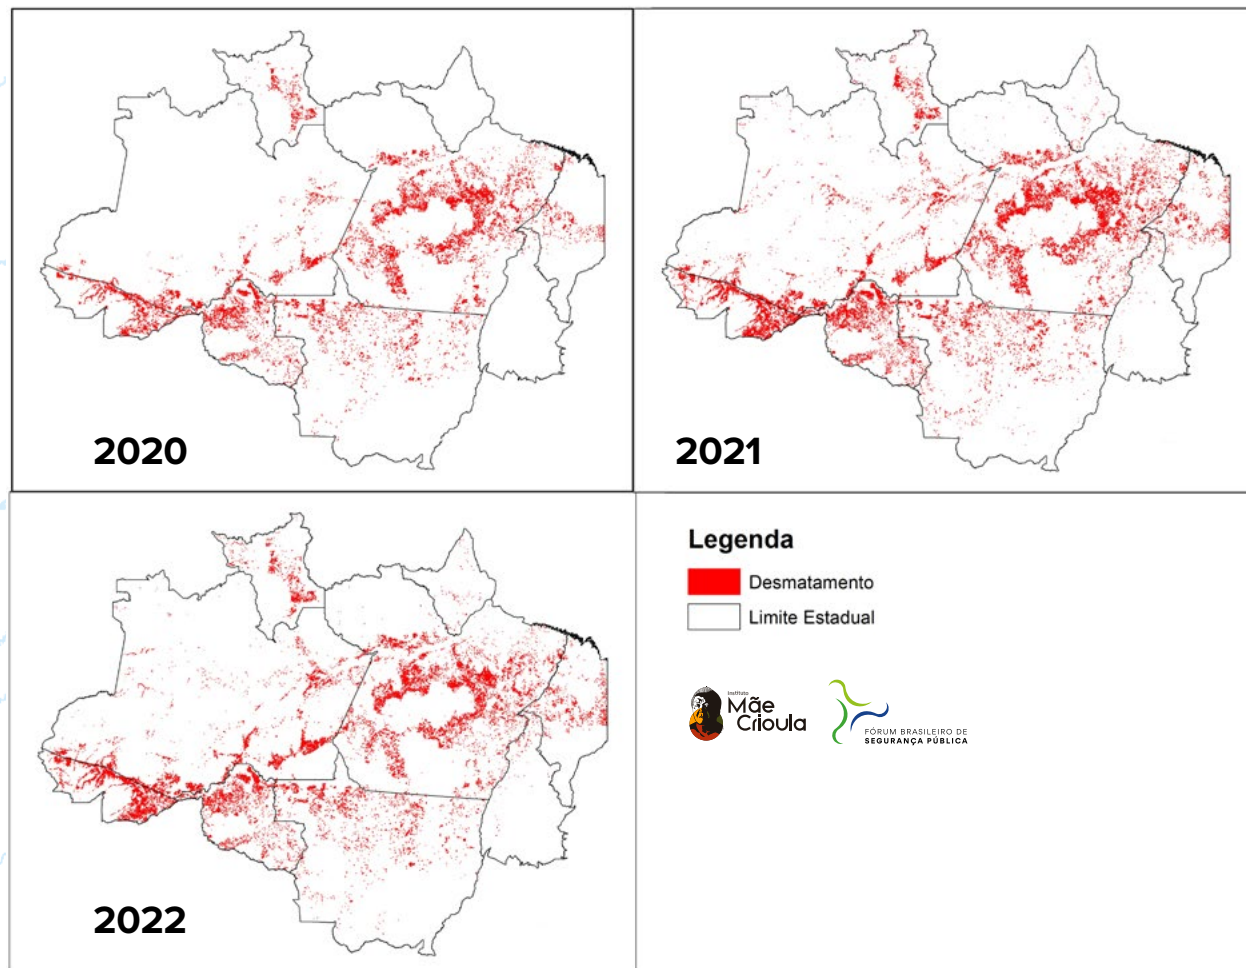 2020
2021
2022
Legenda
Desmatamento
Limite Estadual
Instituto
Mãe
Crioula
FÓRUM BRASILEIRO DE
SEGURANÇA PÚBLICA